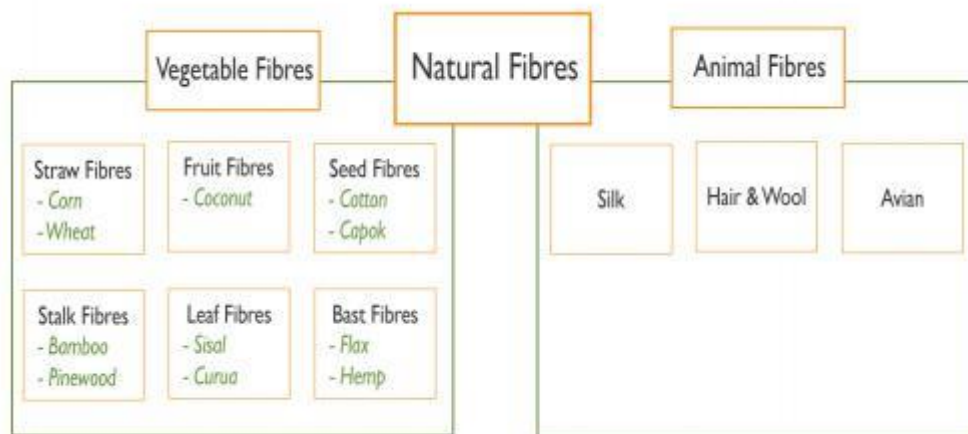 Vegetable Fibres
Natural Fibres
Animal Fibres
Straw Fibres
- Corn
- Wheat
Fruit Fibres
- Coconut
Seed Fibres
- Cotton
- Capok
Stalk Fibres
- Bamboo
- Pinewood
Leaf Fibres
- Sisal
- Curua
Bast Fibres
- Flax
- Hemp
Silk
Hair & Wool
Avian